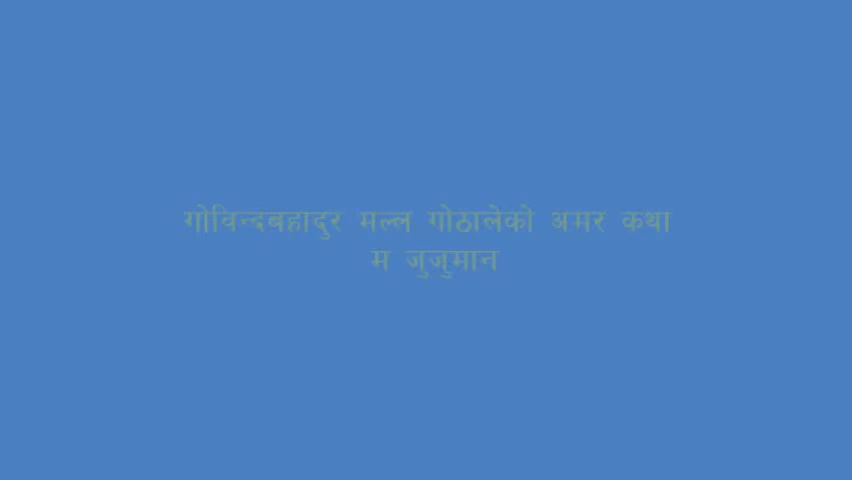 गोविन्दबहादुर मल्ल गोठालेको अमर कथा
म जुजुमान